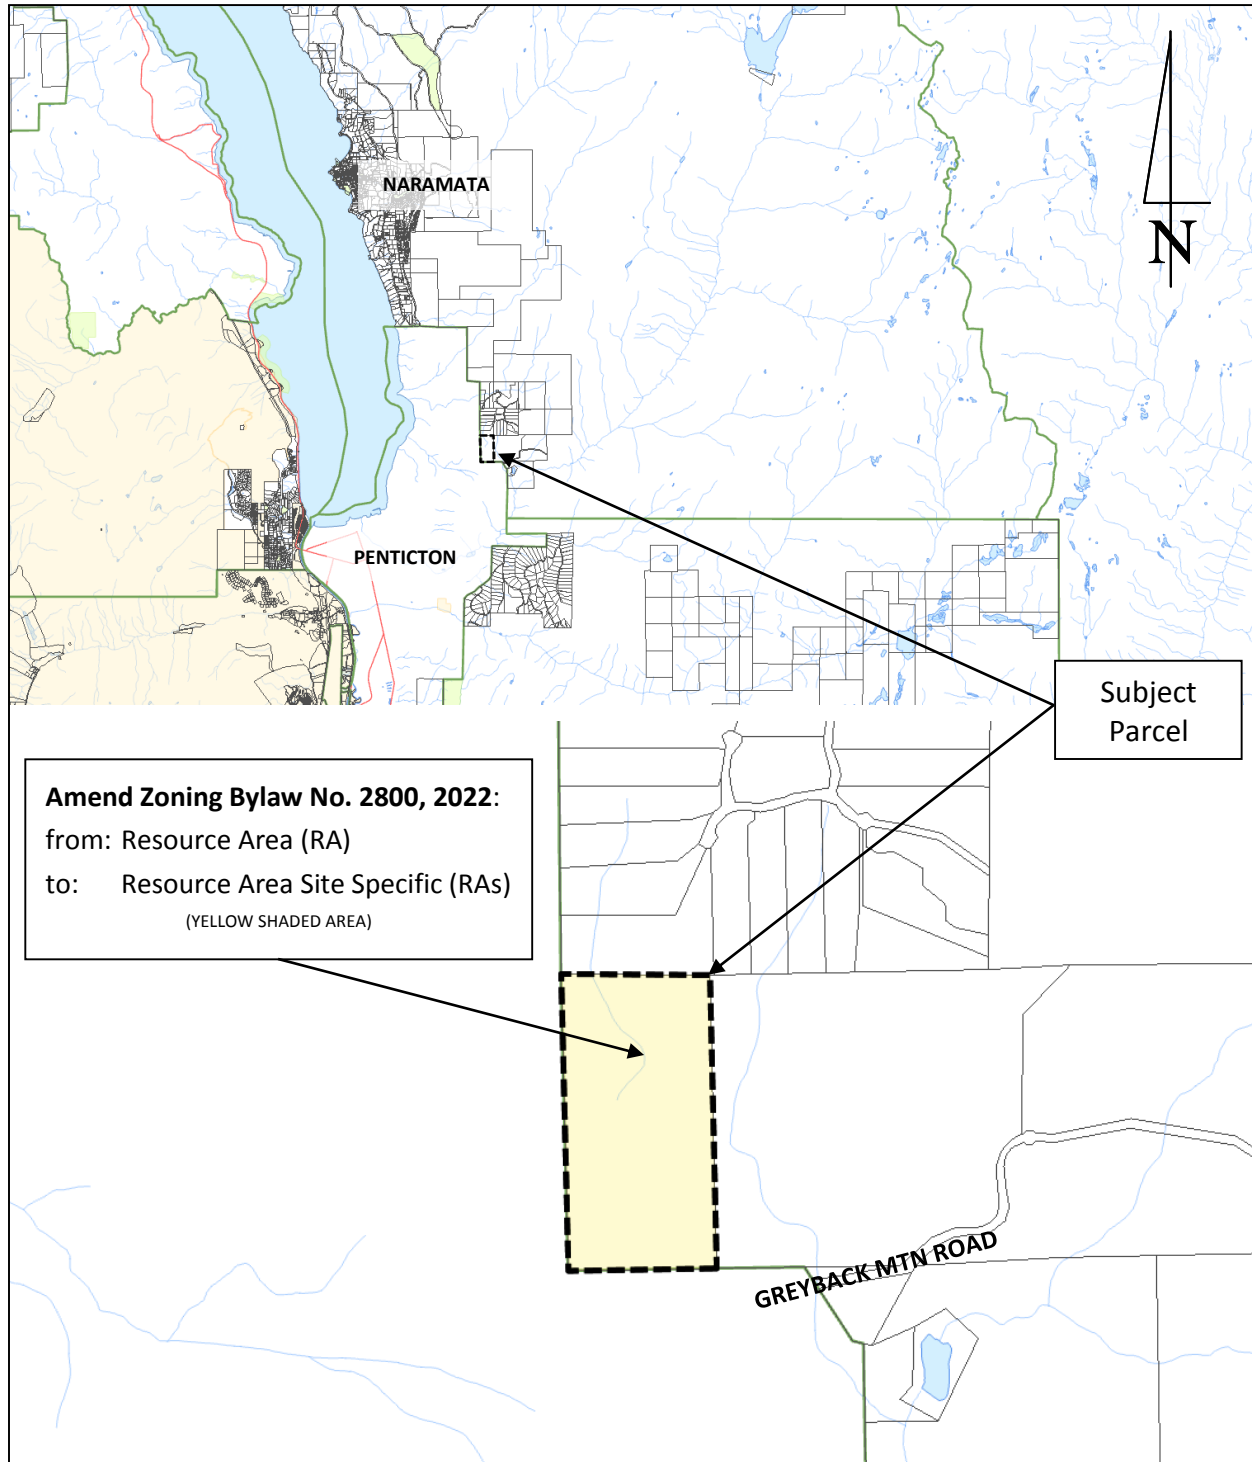 NARAMATA
N
PENTICTON
Subject
Parcel
Amend Zoning Bylaw No. 2800, 2022:
from: Resource Area (RA)
to: Resource Area Site Specific (RAs)
(YELLOW SHADED AREA)
GREYBACK MTN ROAD